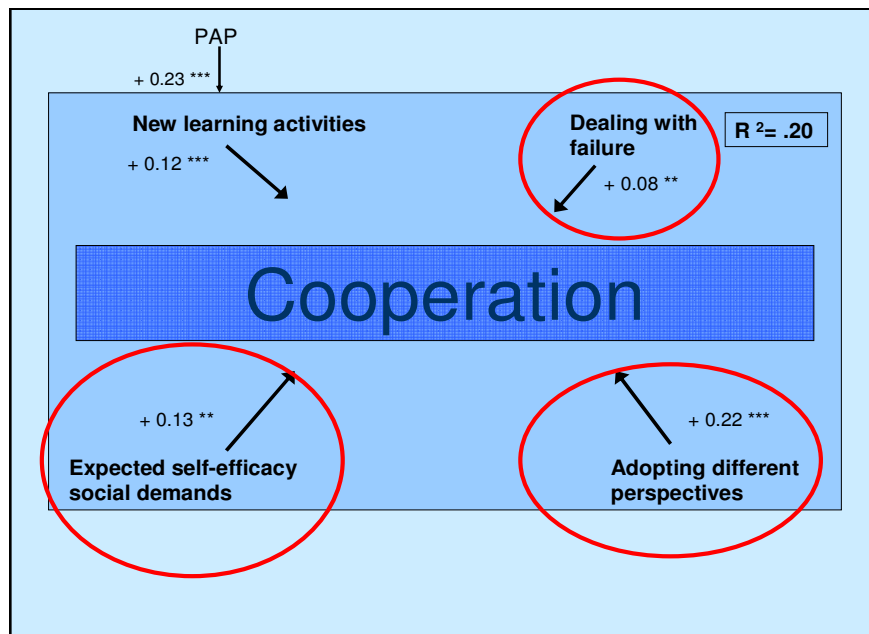 PAP
+ 0.23 ***
New learning activities
+ 0.12 ***
Dealing with
failure
+ 0.08 **
R ²= .20
Cooperation
+ 0.13 **
Expected self-efficacy
social demands
+ 0.22 ***
Adopting different
perspectives